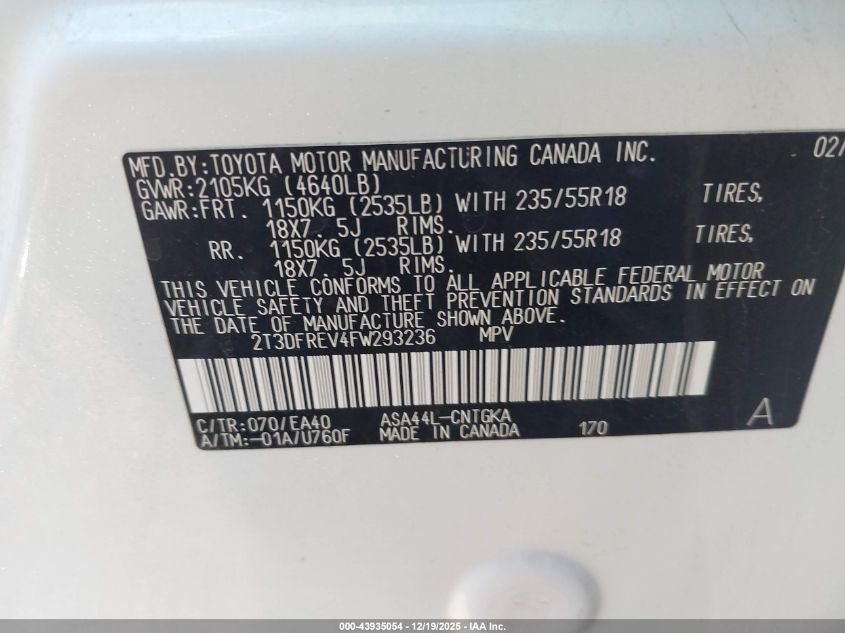 MFD.BY:TOYOTA MOTOR MANUFACTURING CANADA INC. 02/
GVWR:2105KG (4640LB)
GAWR:FRT. 1150KG (2535LB) WITH 235/55R18 TIRES,
18X7.5J RIMS.
RR. 1150KG (2535LB) WITH 235/55R18 TIRES,
18X7.5J RIMS.
THIS VEHICLE CONFORMS TO ALL APPLICABLE FEDERAL MOTOR
VEHICLE SAFETY AND THEFT PREVENTION STANDARDS IN EFFECT ON
THE DATE OF MANUFACTURE SHOWN ABOVE.
2T3DFREV4FW293236 MPV
C/TR:070/EA40 ASA44L-CNTGKA A
A/TM:-01A/U760F MADE IN CANADA 170
000-43935054 - 12/19/2025 - IAA Inc.